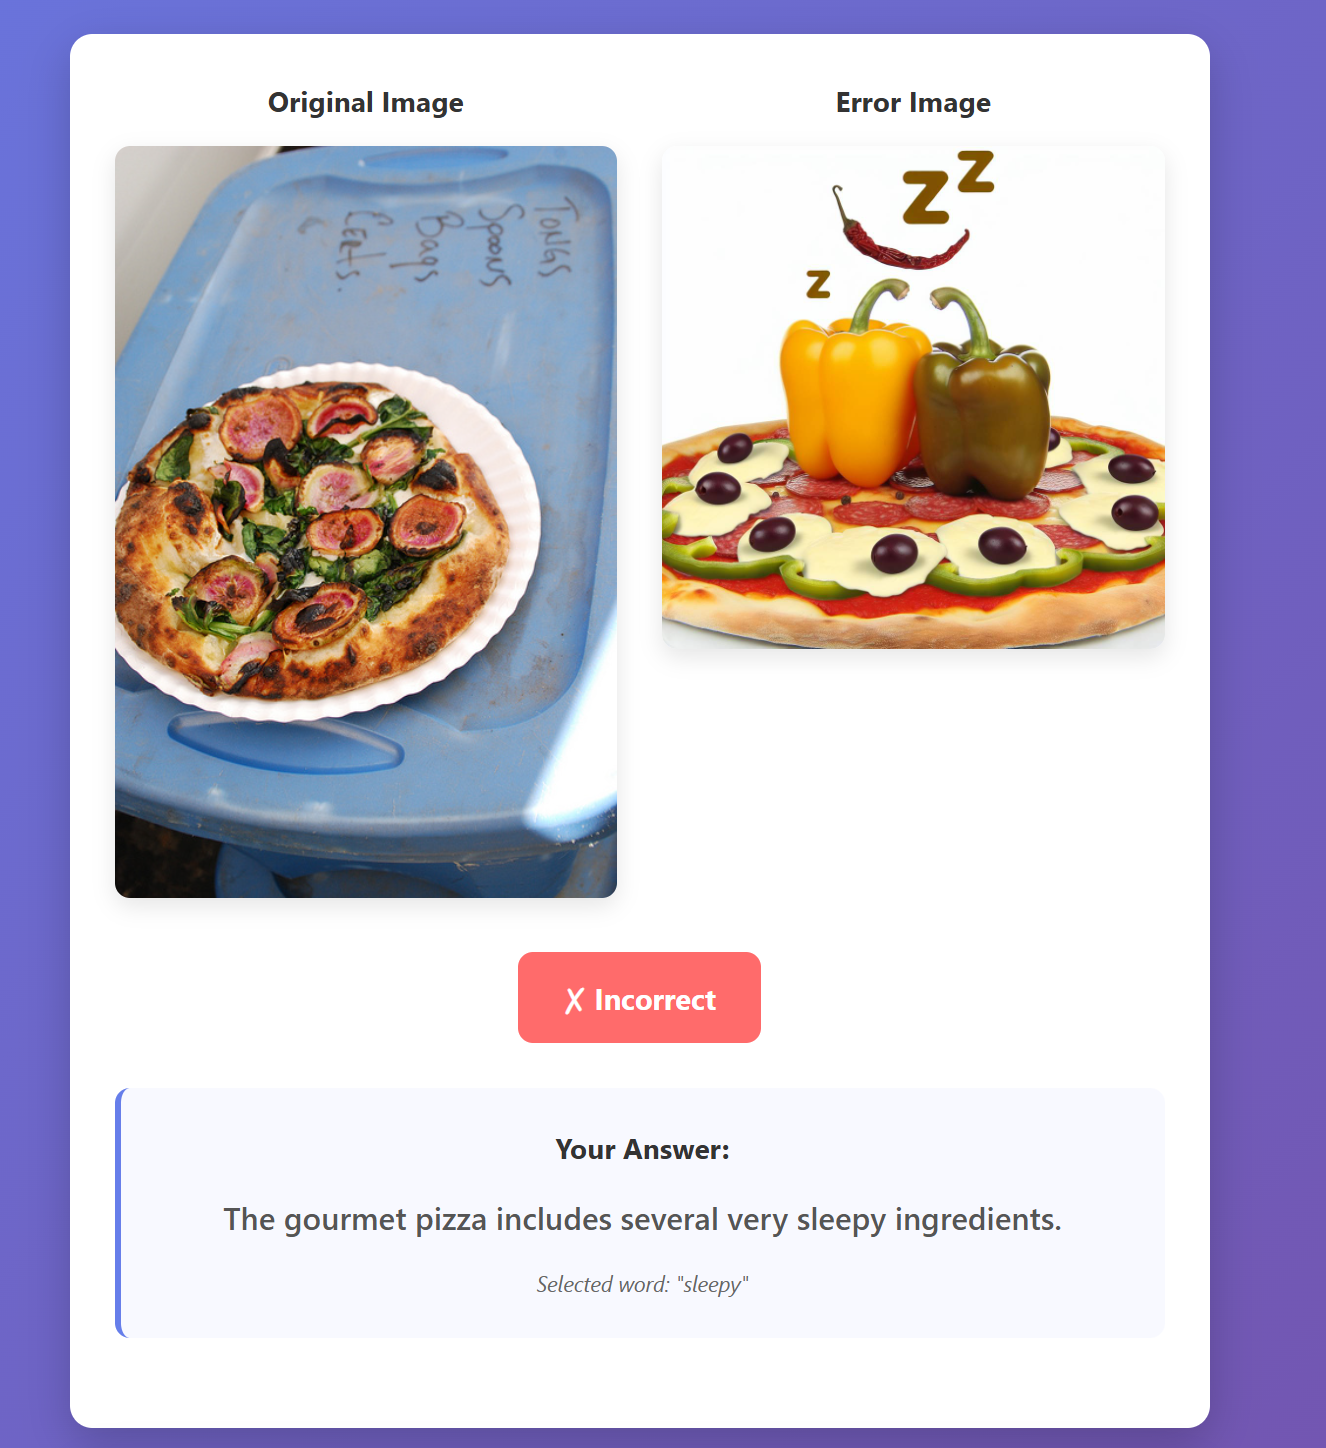 Original Image
Error Image
Tongs
Spoons
Bags
z
Z
Z
✗ Incorrect
Your Answer:
The gourmet pizza includes several very sleepy ingredients.
Selected word: "sleepy"